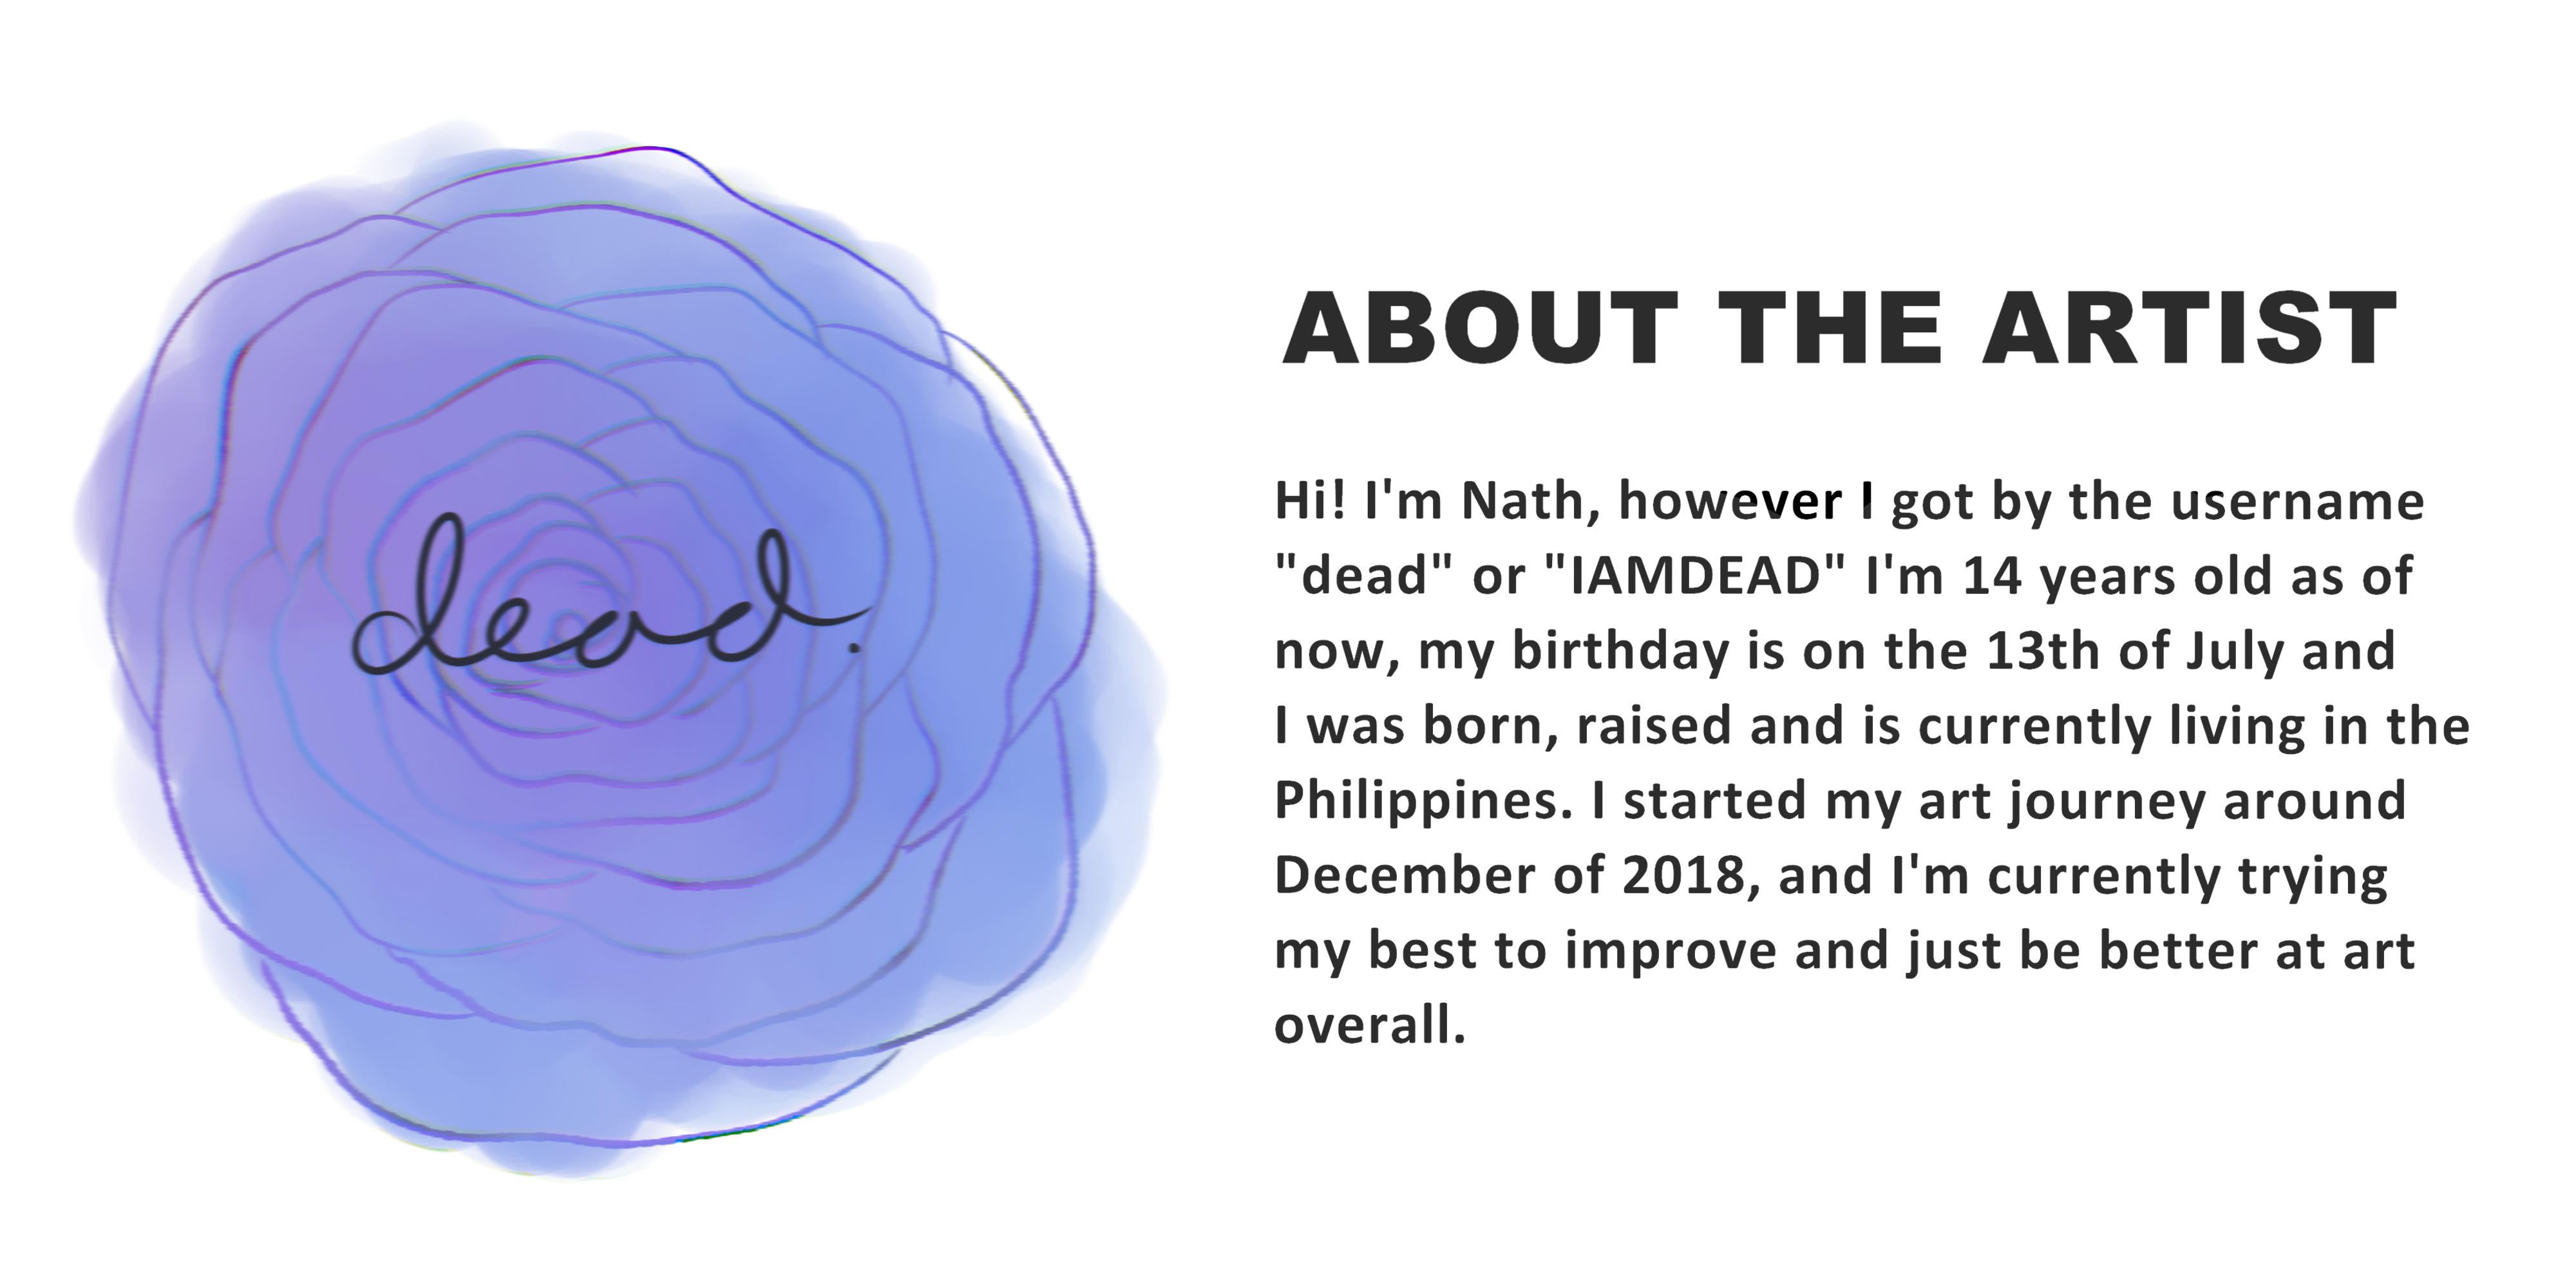 dead.
ABOUT THE ARTIST
Hi! I'm Nath, however I got by the username
"dead" or "IAMDEAD" I'm 14 years old as of
now, my birthday is on the 13th of July and
I was born, raised and is currently living in the
Philippines. I started my art journey around
December of 2018, and I'm currently trying
my best to improve and just be better at art
overall.